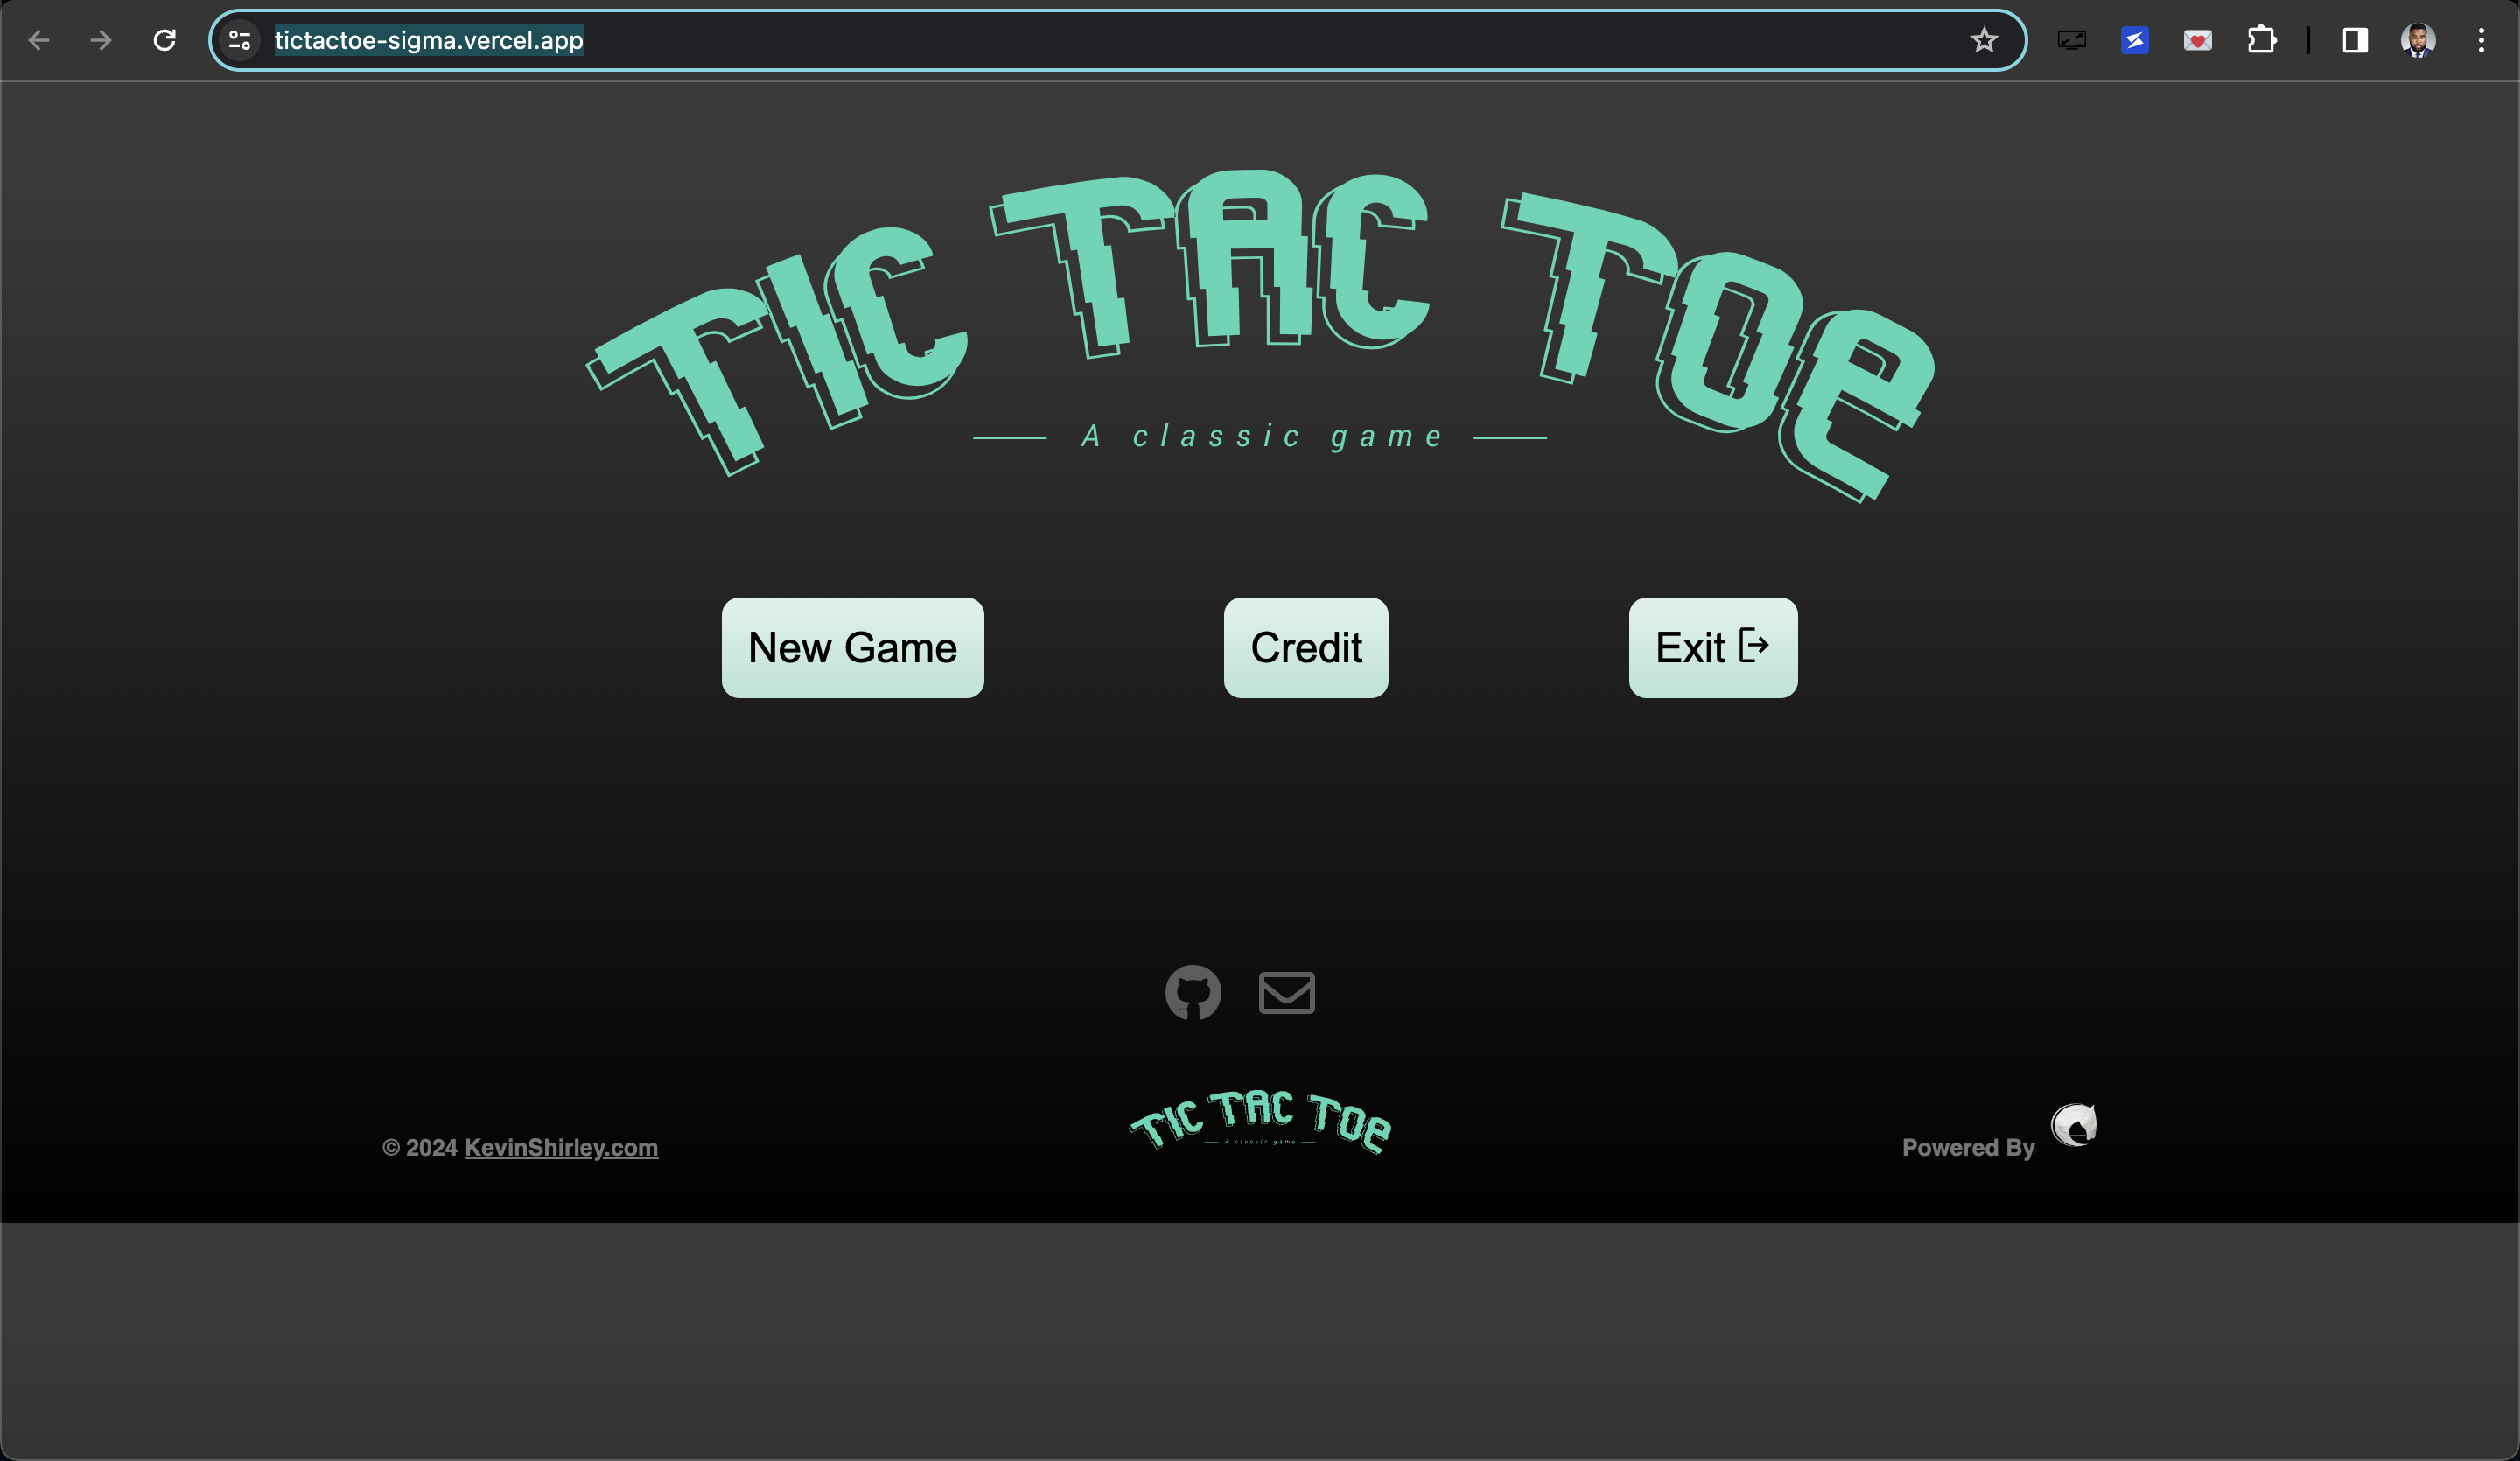 tictactoe-sigma.vercel.app
TIC TAC TOE
A classic game
New Game
Credit
Exit
TIC TAC TOE
A classic game
© 2024 KevinShirley.com
Powered By